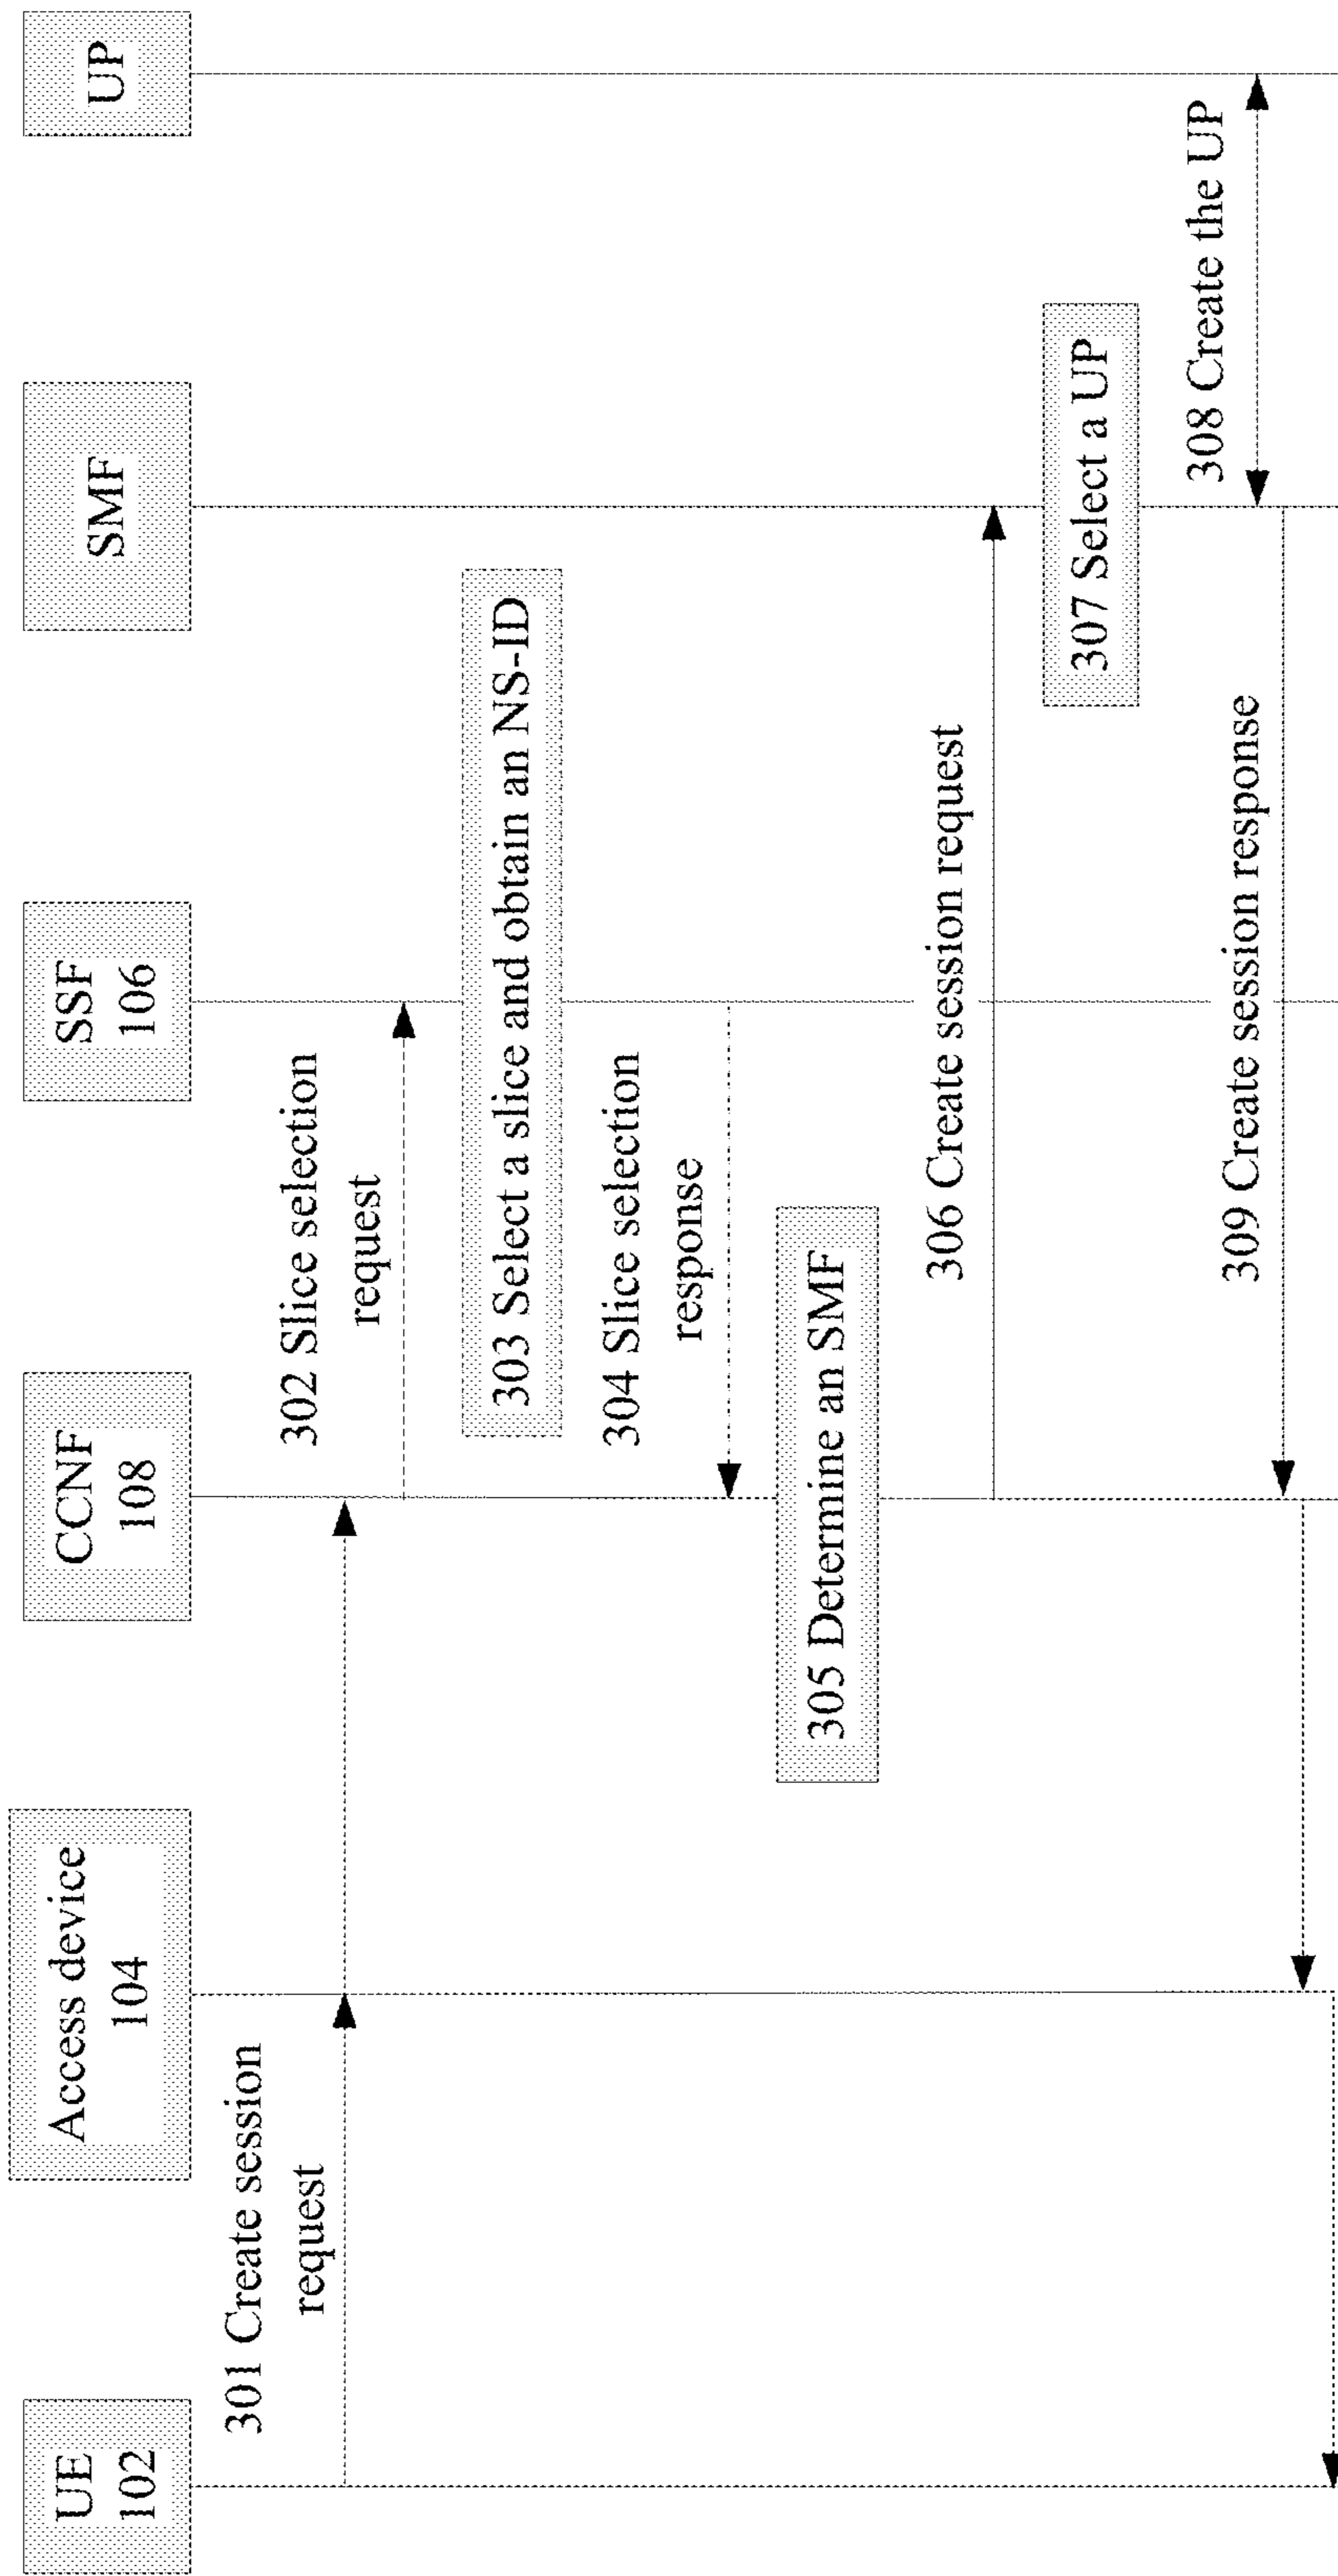 UE
102
Access device
104
CCNF
108
SSF
106
SMF
UP
301 Create session
request
302 Slice selection
request
303 Select a slice and obtain an NS-ID
304 Slice selection
response
305 Determine an SMF
306 Create session request
307 Select a UP
308 Create the UP
309 Create session response